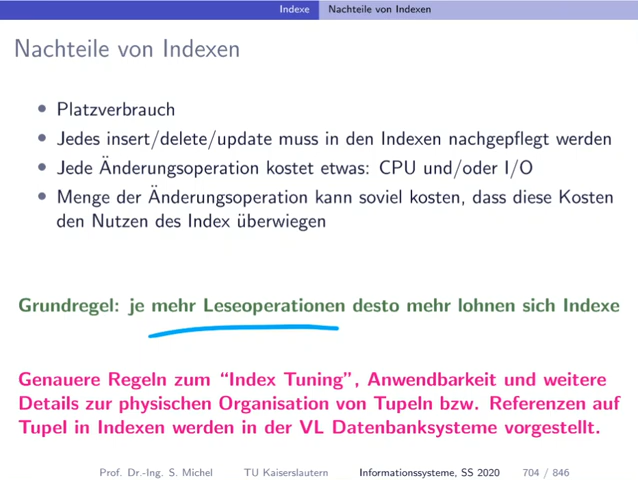 Indexe Nachteile von Indexen
Nachteile von Indexen
• Platzverbrauch
• Jedes insert/delete/update muss in den Indexen nachgepflegt werden
• Jede Änderungsoperation kostet etwas: CPU und/oder I/O
• Menge der Änderungsoperation kann soviel kosten, dass diese Kosten
den Nutzen des Index überwiegen
Grundregel: je mehr Leseoperationen desto mehr lohnen sich Indexe
Genauere Regeln zum “Index Tuning”, Anwendbarkeit und weitere
Details zur physischen Organisation von Tupeln bzw. Referenzen auf
Tupel in Indexen werden in der VL Datenbanksysteme vorgestellt.
Prof. Dr.-Ing. S. Michel TU Kaiserslautern Informationssysteme, SS 2020 704 / 846